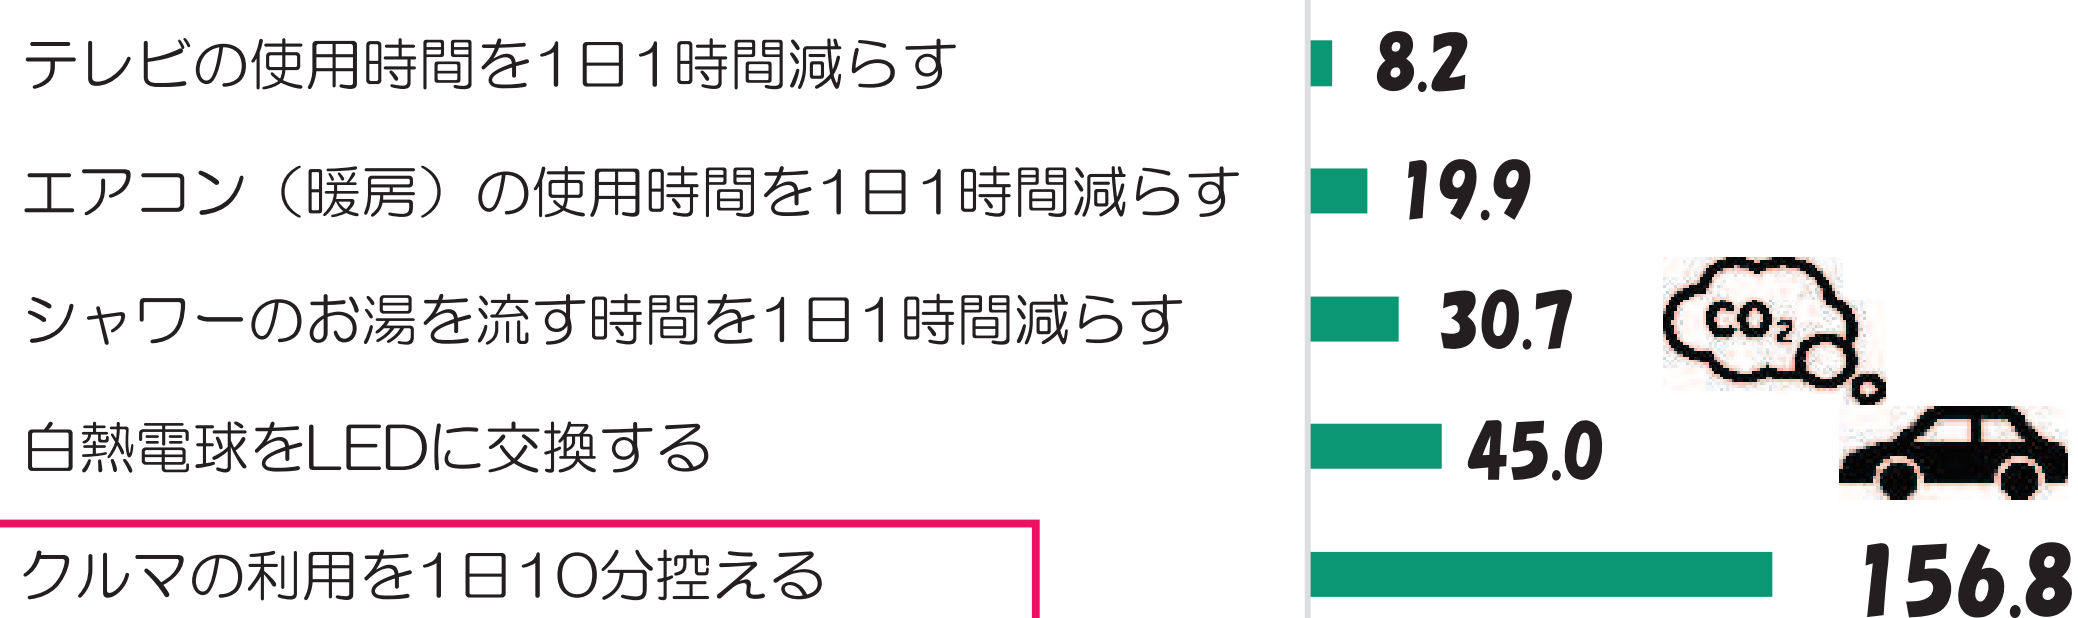 テレビの使用時間を1日1時間減らす 8.2
エアコン（暖房）の使用時間を1日1時間減らす 19.9
シャワーのお湯を流す時間を1日1時間減らす 30.7
CO₂
白熱電球をLEDに交換する 45.0
クルマの利用を1日10分控える 156.8